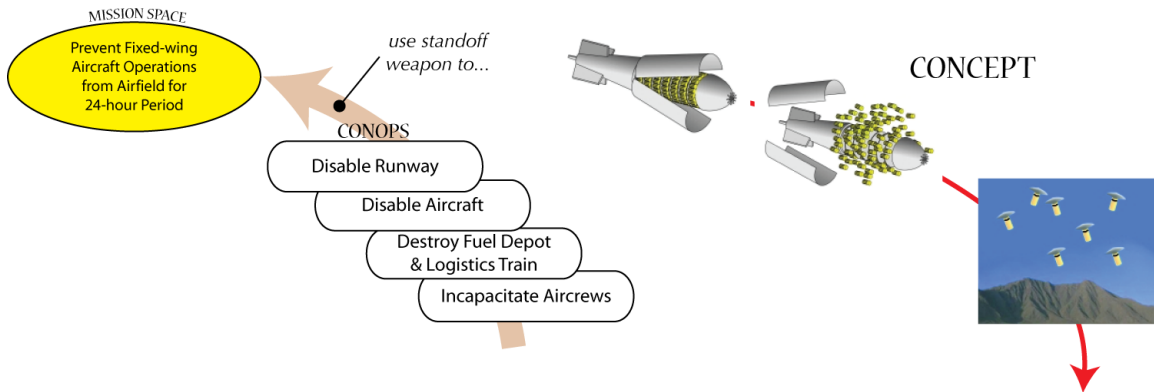 MISSION SPACE
Prevent Fixed-wing
Aircraft Operations
from Airfield for
24-hour Period
use standoff
weapon to...
CONOPS
Disable Runway
Disable Aircraft
Destroy Fuel Depot
& Logistics Train
Incapacitate Aircrews
CONCEPT